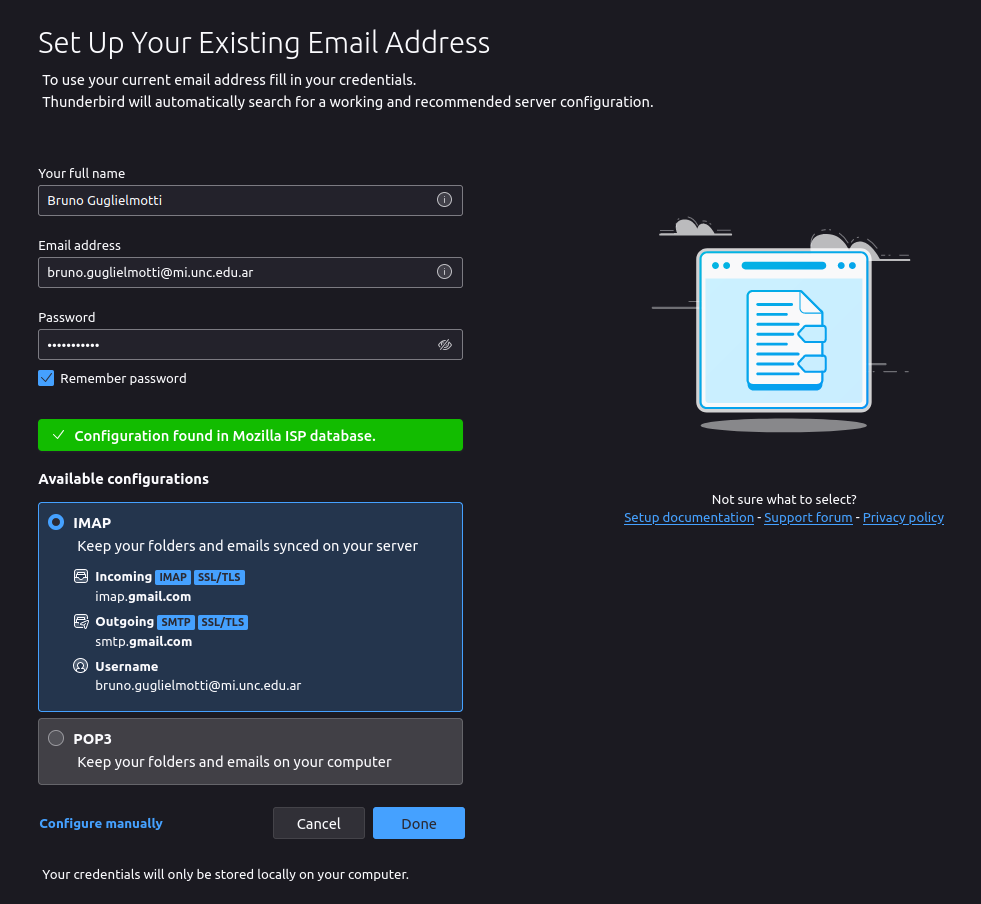 Set Up Your Existing Email Address
To use your current email address fill in your credentials.
Thunderbird will automatically search for a working and recommended server configuration.
Your full name
Bruno Guglielmotti
Email address
bruno.guglielmotti@mi.unc.edu.ar
Password
•••••••••••
Remember password
Configuration found in Mozilla ISP database.
Available configurations
IMAP
Keep your folders and emails synced on your server
Incoming IMAP SSL/TLS
imap.gmail.com
Outgoing SMTP SSL/TLS
smtp.gmail.com
Username
bruno.guglielmotti@mi.unc.edu.ar
POP3
Keep your folders and emails on your computer
Configure manually
Cancel
Done
Your credentials will only be stored locally on your computer.
Not sure what to select?
Setup documentation - Support forum - Privacy policy